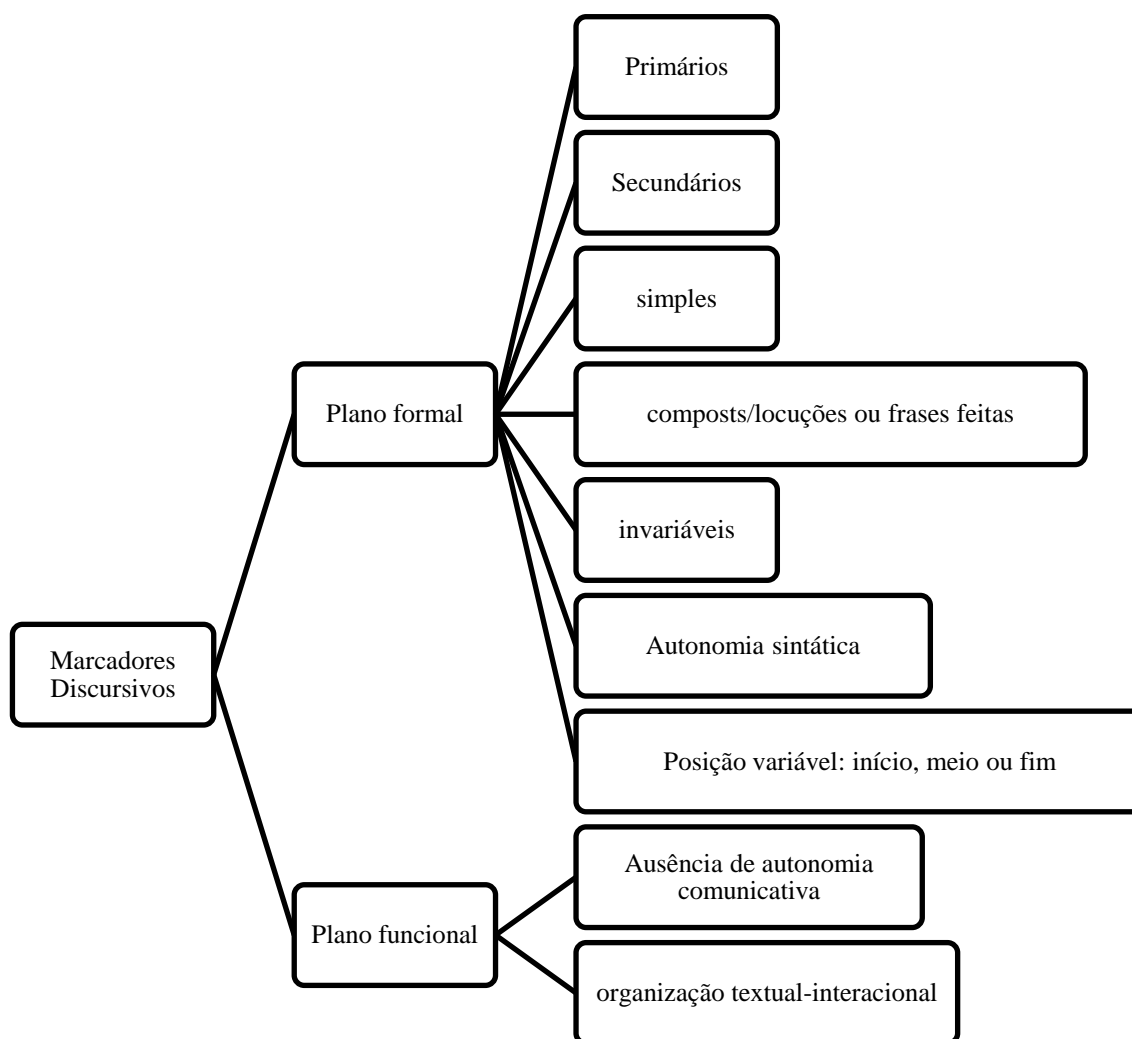 Primários
Secundários
simples
Plano formal
composts/locuções ou frases feitas
invariáveis
Autonomia sintática
Marcadores
Discursivos
Posição variável: início, meio ou fim
Ausência de autonomia
comunicativa
Plano funcional
organização textual-interacional